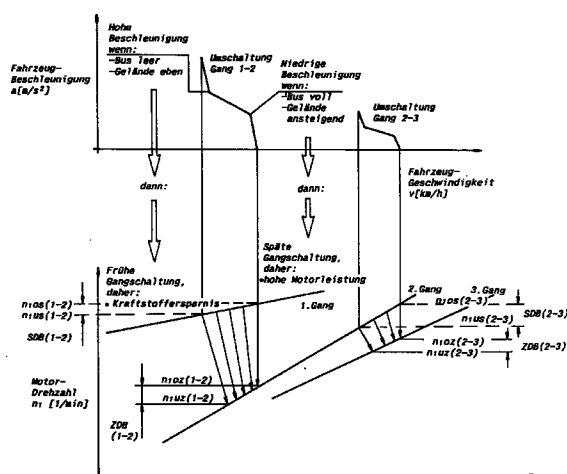 Hohe
Beschleunigung
wenn:
-Bus leer
-Gelände eben
Fahrzeug-
Beschleunigung
a[m/s²]
Umschaltung
Gang 1-2
Niedrige
Beschleunigung
wenn:
-Bus voll
-Gelände
ansteigend
Umschaltung
Gang 2-3
dann:
dann:
Fahrzeug-
Geschwindigkeit
v[km/h]
Frühe
Gangschaltung,
daher:
• Kraftstoffersparnis
Späte
Gangschaltung,
daher:
•hohe Motorleistung
n₁os(1-2)
n₁us(1-2)
SDB(1-2)
1.Gang
2.Gang
3.Gang
n₁os(2-3)
n₁us(2-3)
SDB(2-3)
n₁oz(2-3)
n₁uz(2-3)
ZDB(2-3)
n₁oz(1-2)
n₁uz(1-2)
Motor-
Drehzahl
n₁ [1/min]
ZDB
(1-2)